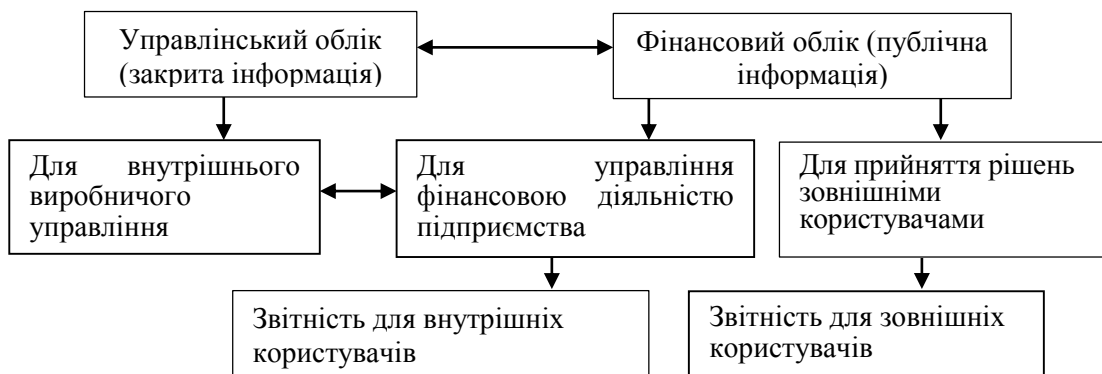 Управлінський облік
(закрита інформація)
Фінансовий облік (публічна
інформація)
Для внутрішнього
виробничого
управління
Для управління
фінансовою діяльністю
підприємства
Для прийняття рішень
зовнішніми
користувачами
Звітність для внутрішніх
користувачів
Звітність для зовнішніх
користувачів